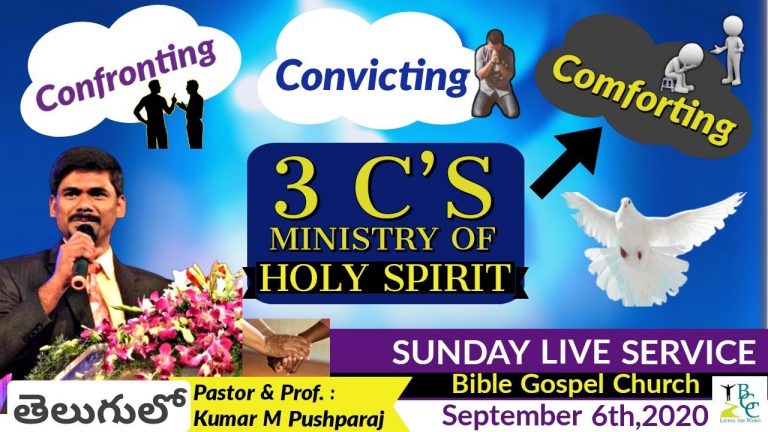 Confronting
Convicting
Comforting
3 C'S
MINISTRY OF
HOLY SPIRIT
SUNDAY LIVE SERVICE
Bible Gospel Church
September 6th,2020
తెలుగులో
Pastor & Prof. :
Kumar M Pushparaj
BGC
LIVING THE WORD